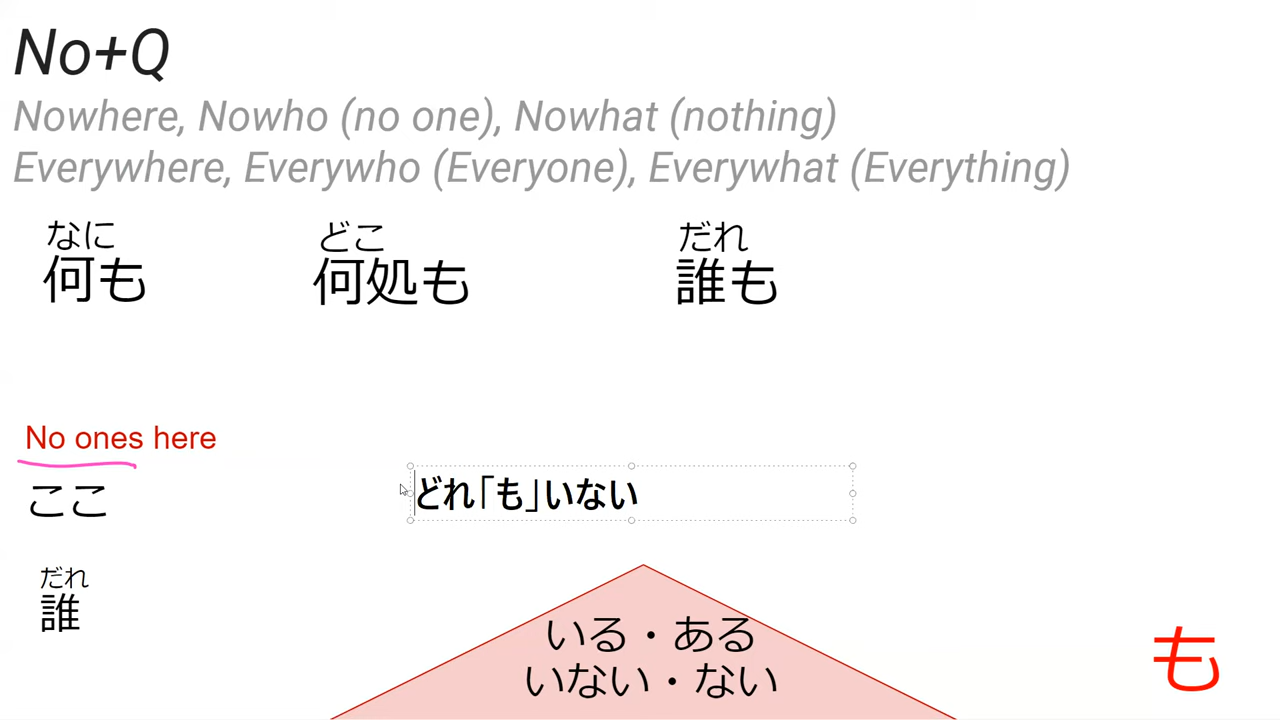 No+Q
Nowhere, Nowho (no one), Nowhat (nothing)
Everywhere, Everywho (Everyone), Everywhat (Everything)
なに どこ だれ
何も 何処も 誰も
No ones here
ここ
どれ「も」いない
だれ
誰
いる・ある
いない・ない
も